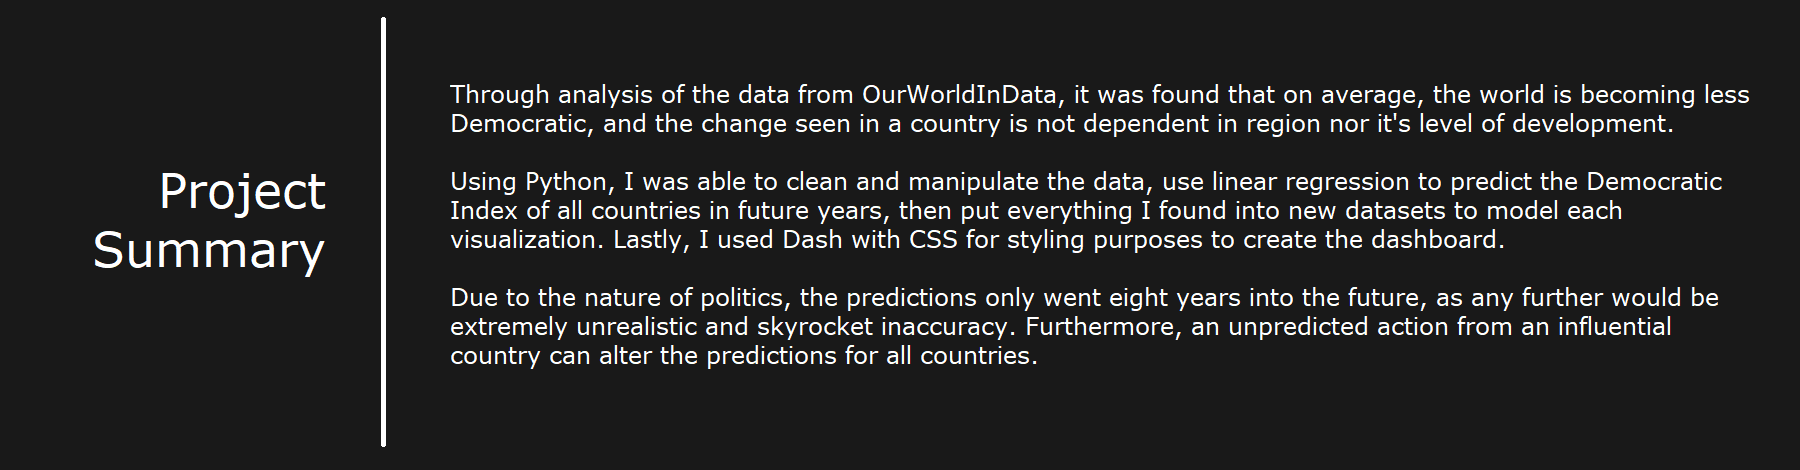 Project
Summary
Through analysis of the data from OurWorldInData, it was found that on average, the world is becoming less
Democratic, and the change seen in a country is not dependent in region nor it's level of development.
Using Python, I was able to clean and manipulate the data, use linear regression to predict the Democratic
Index of all countries in future years, then put everything I found into new datasets to model each
visualization. Lastly, I used Dash with CSS for styling purposes to create the dashboard.
Due to the nature of politics, the predictions only went eight years into the future, as any further would be
extremely unrealistic and skyrocket inaccuracy. Furthermore, an unpredicted action from an influential
country can alter the predictions for all countries.